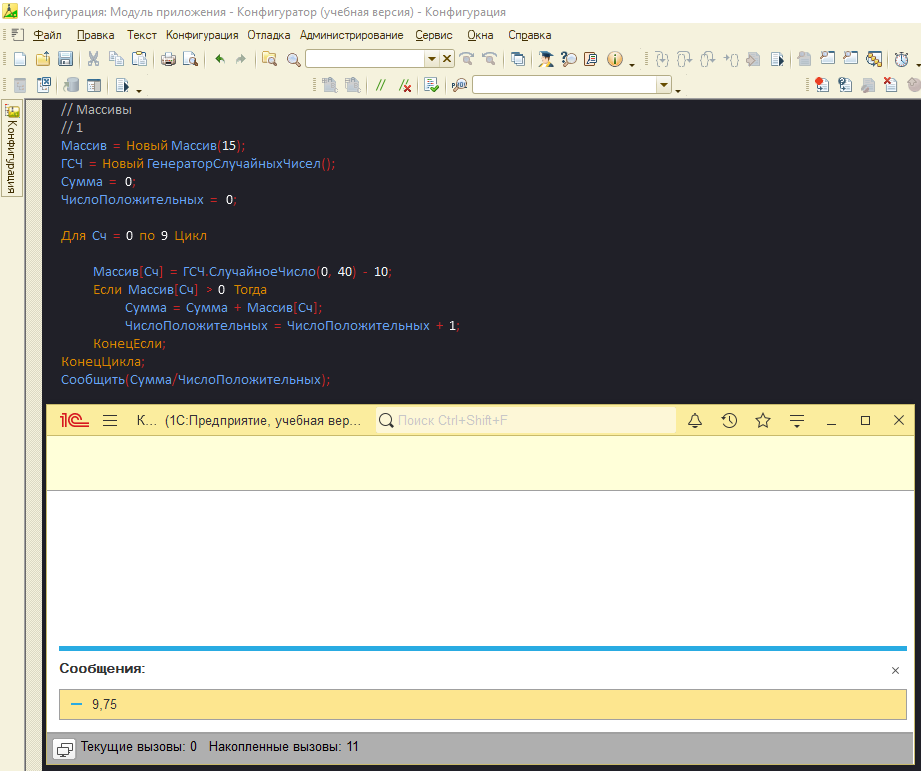 Конфигурация: Модуль приложения - Конфигуратор (учебная версия) - Конфигурация
Файл Правка Текст Конфигурация Отладка Администрирование Сервис Окна Справка
Конфигурация
// Массивы
// 1
Массив = Новый Массив(15);
ГСЧ = Новый ГенераторСлучайныхЧисел();
Сумма = 0;
ЧислоПоложительных = 0;
Для Сч = 0 по 9 Цикл
Массив[Сч] = ГСЧ.СлучайноеЧисло(0, 40) - 10;
Если Массив[Сч] > 0 Тогда
Сумма = Сумма + Массив[Сч];
ЧислоПоложительных = ЧислоПоложительных + 1;
КонецЕсли;
КонецЦикла;
Сообщить(Сумма/ЧислоПоложительных);
1С К... (1С:Предприятие, учебная вер... Поиск Ctrl+Shift+F
Сообщения:
9,75
Текущие вызовы: 0 Накопленные вызовы: 11